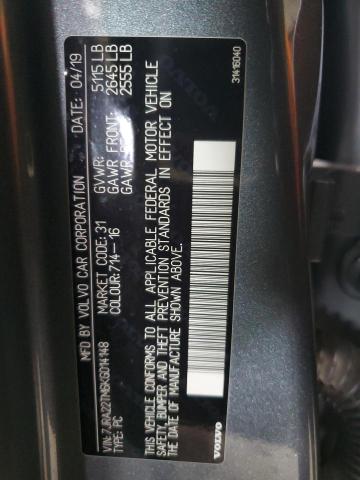 MFD BY VOLVO CAR CORPORATION DATE: 04/19
GVWR: 5115 LB
MARKET CODE: 31 GAWR FRONT: 2645 LB
COLOUR: 714-16 GAWR 2555 LB
VIN: 7JRA22TM6KG014148
TYPE: PC
THIS VEHICLE CONFORMS TO ALL APPLICABLE FEDERAL MOTOR VEHICLE
SAFETY, BUMPER AND THEFT PREVENTION STANDARDS IN EFFECT ON
THE DATE OF MANUFACTURE SHOWN ABOVE.
VOLVO
31416040